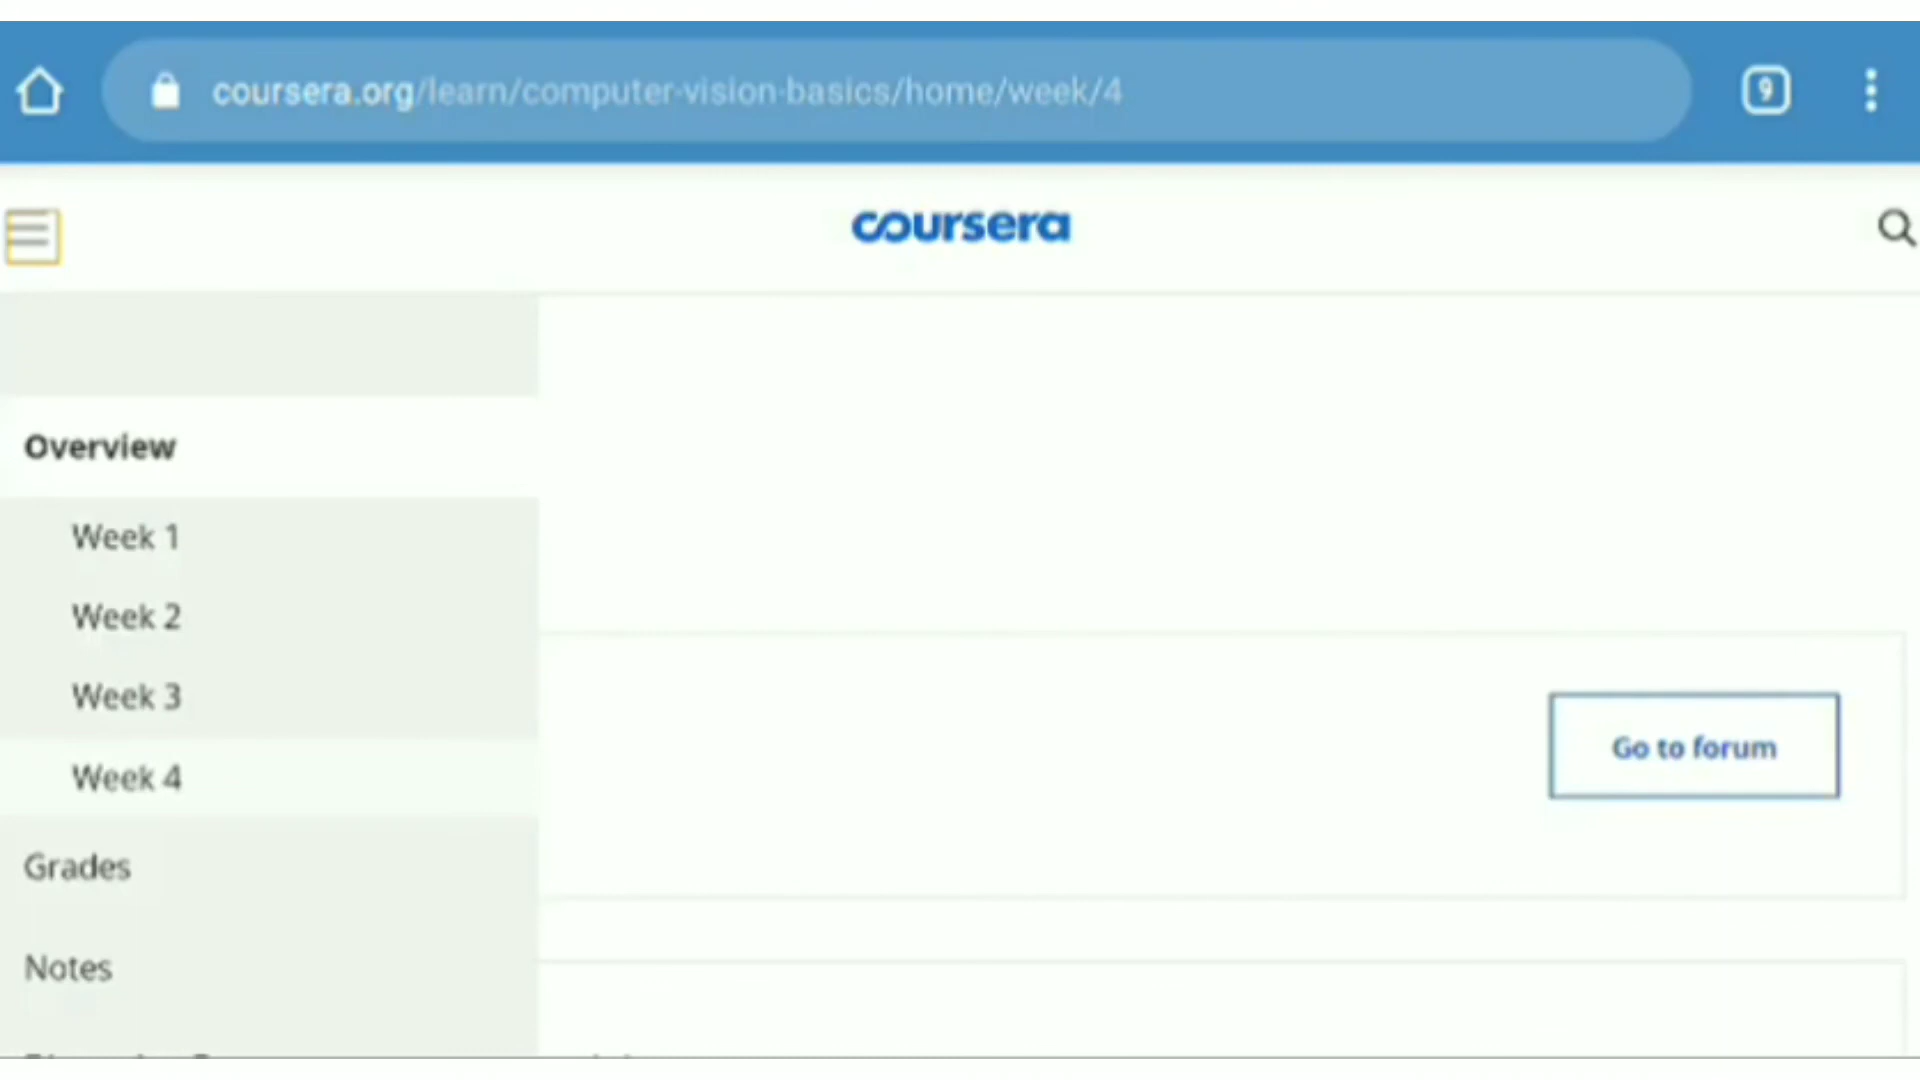 coursera.org/learn/computer-vision-basics/home/week/4
9
coursera
Overview
Week 1
Week 2
Week 3
Week 4
Go to forum
Grades
Notes